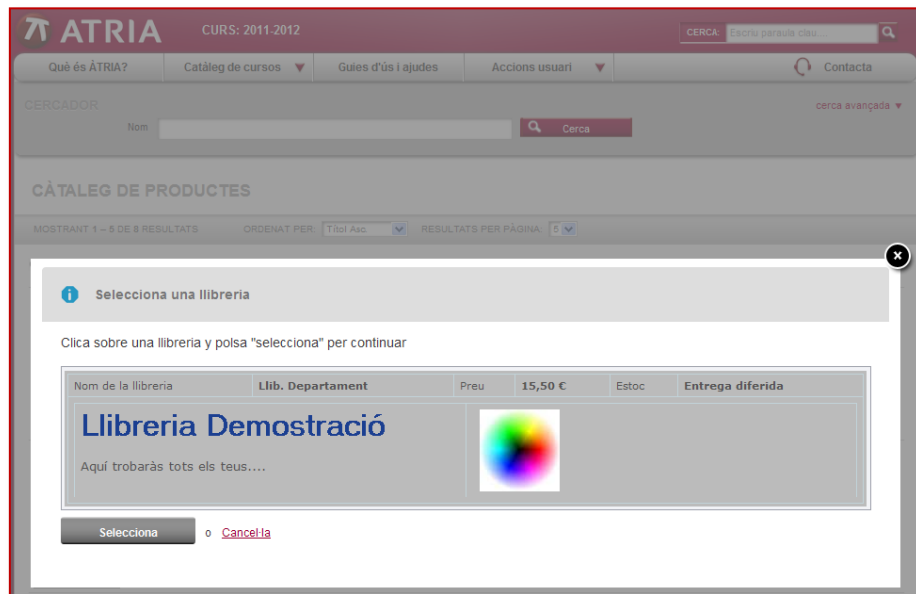 ATRIA
CURS: 2011-2012
CERCA: Escriu paraula clau...
Què és ÀTRIA?
Catàleg de cursos
Guies d'ús i ajudes
Accions usuari
Contacta
CERCADOR
cerca avançada
Nom
Cerca
CÀTALEG DE PRODUCTES
MOSTRANT 1 – 5 DE 8 RESULTATS
ORDENAT PER: Títol Asc.
RESULTATS PER PÀGINA: 5
Selecciona una llibreria
Clica sobre una llibreria y polsa "selecciona" per continuar
Nom de la llibreria Llib. Departament Preu 15,50 € Estoc Entrega diferida
Llibreria Demostració
Aquí trobaràs tots els teus....
Selecciona o Cancel·la